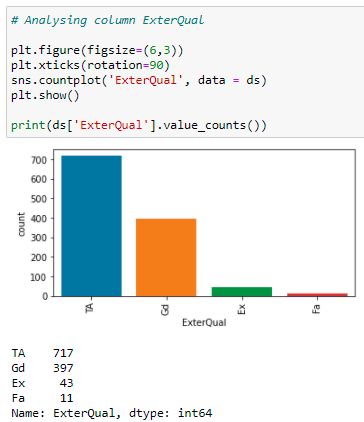 # Analysing column ExterQual
plt.figure(figsize=(6,3))
plt.xticks(rotation=90)
sns.countplot('ExterQual', data = ds)
plt.show()
print(ds['ExterQual'].value_counts())
700
600
500
400
300
200
100
0
count
TA
Gd
Ex
Fa
ExterQual
TA 717
Gd 397
Ex 43
Fa 11
Name: ExterQual, dtype: int64